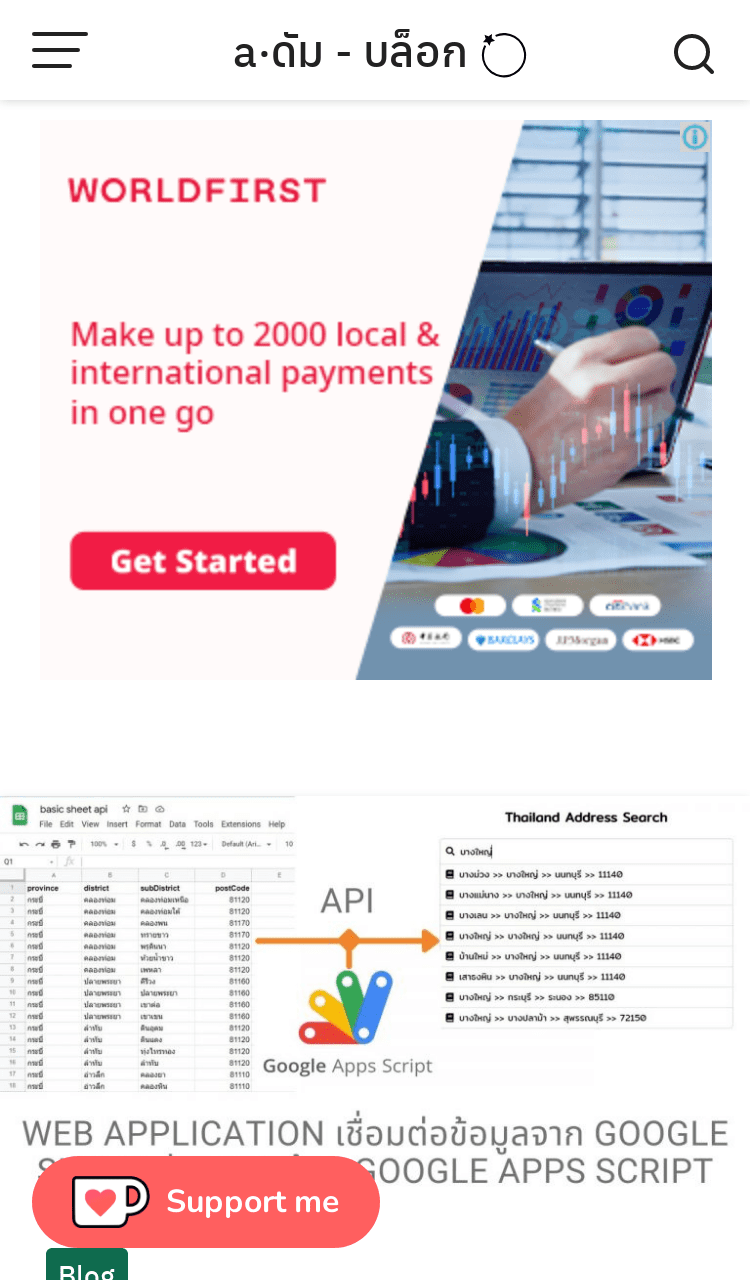 a·ดัม - บล็อก
WORLDFIRST
Make up to 2000 local &
international payments
in one go
Get Started
citibank
BARCLAYS
J.P.Morgan
HSBC
basic sheet api
File Edit View Insert Format Data Tools Extensions Help
100% $ % .0 .00 123 Default (Ari... 10
Q1 fx
A B C D E
1 province district subDistrict postCode
2 กระบี่ คลองท่อม คลองท่อมเหนือ 81120
3 กระบี่ คลองท่อม คลองท่อมใต้ 81120
4 กระบี่ คลองท่อม คลองพน 81170
5 กระบี่ คลองท่อม ทรายขาว 81170
6 กระบี่ คลองท่อม พรุดินนา 81120
7 กระบี่ คลองท่อม ห้วยน้ำขาว 81120
8 กระบี่ คลองท่อม เพหลา 81120
9 กระบี่ ปลายพระยา คีรีวง 81160
10 กระบี่ ปลายพระยา ปลายพระยา 81160
11 กระบี่ ปลายพระยา เขาต่อ 81160
12 กระบี่ ปลายพระยา เขาเขน 81160
13 กระบี่ ลำทับ ดินอุดม 81120
14 กระบี่ ลำทับ ดินแดง 81120
15 กระบี่ ลำทับ ทุ่งไทรทอง 81120
16 กระบี่ ลำทับ ลำทับ 81120
17 กระบี่ อ่าวลึก คลองยา 81110
18 กระบี่ อ่าวลึก คลองหิน 81110
API
Google Apps Script
Thailand Address Search
บางใหญ่
บางม่วง >> บางใหญ่ >> นนทบุรี >> 11140
บางแม่นาง >> บางใหญ่ >> นนทบุรี >> 11140
บางเลน >> บางใหญ่ >> นนทบุรี >> 11140
บางใหญ่ >> บางใหญ่ >> นนทบุรี >> 11140
บ้านใหม่ >> บางใหญ่ >> นนทบุรี >> 11140
เสาธงหิน >> บางใหญ่ >> นนทบุรี >> 11140
บางใหญ่ >> กระบุรี >> ระนอง >> 85110
บางใหญ่ >> บางปลาม้า >> สุพรรณบุรี >> 72150
WEB APPLICATION เชื่อมต่อข้อมูลจาก GOOGLE
GOOGLE APPS SCRIPT
Support me
Blog